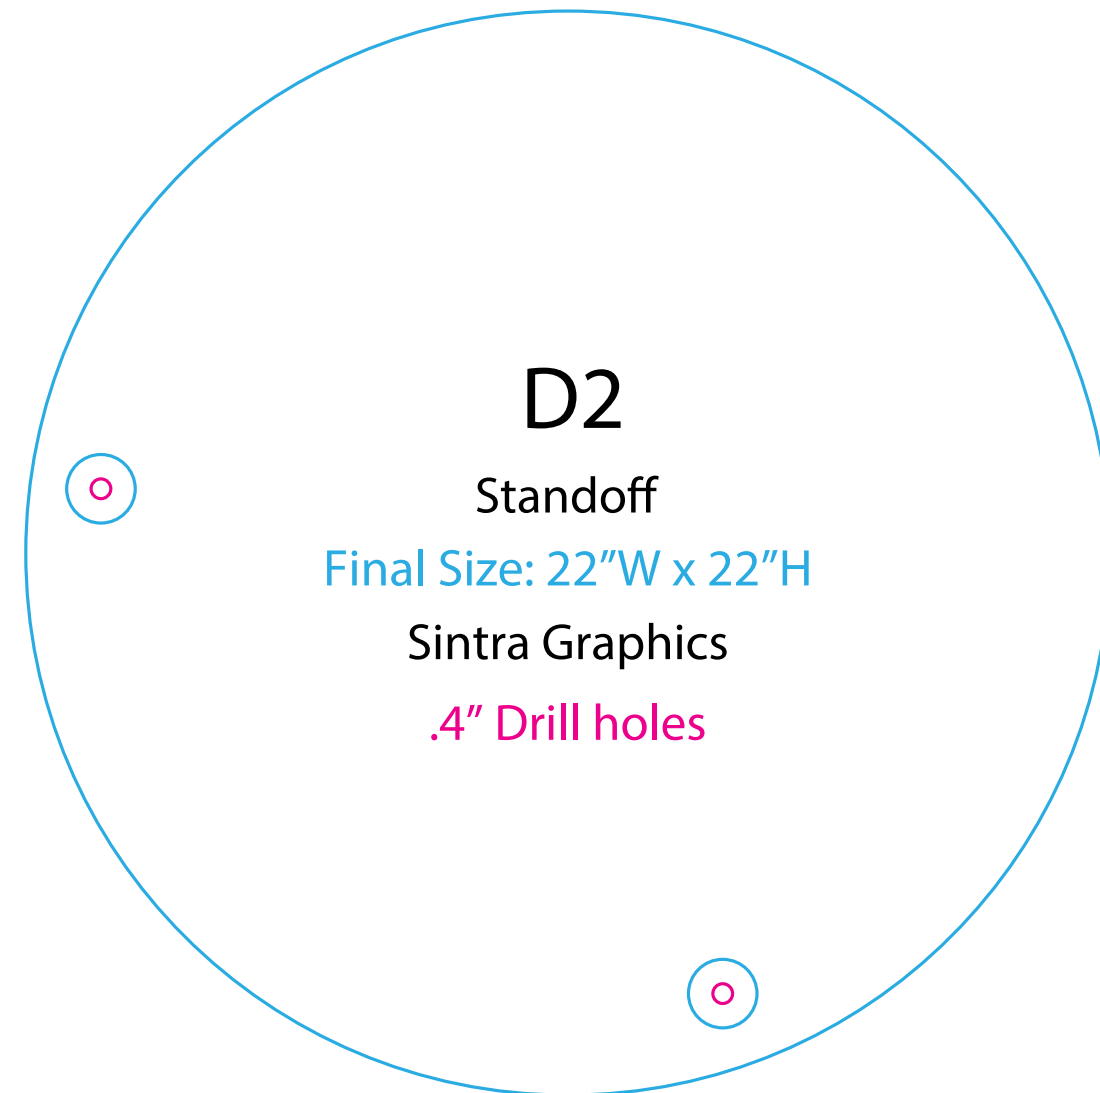 D2
Standoff
Final Size: 22”W x 22”H
Sintra Graphics
.4” Drill holes